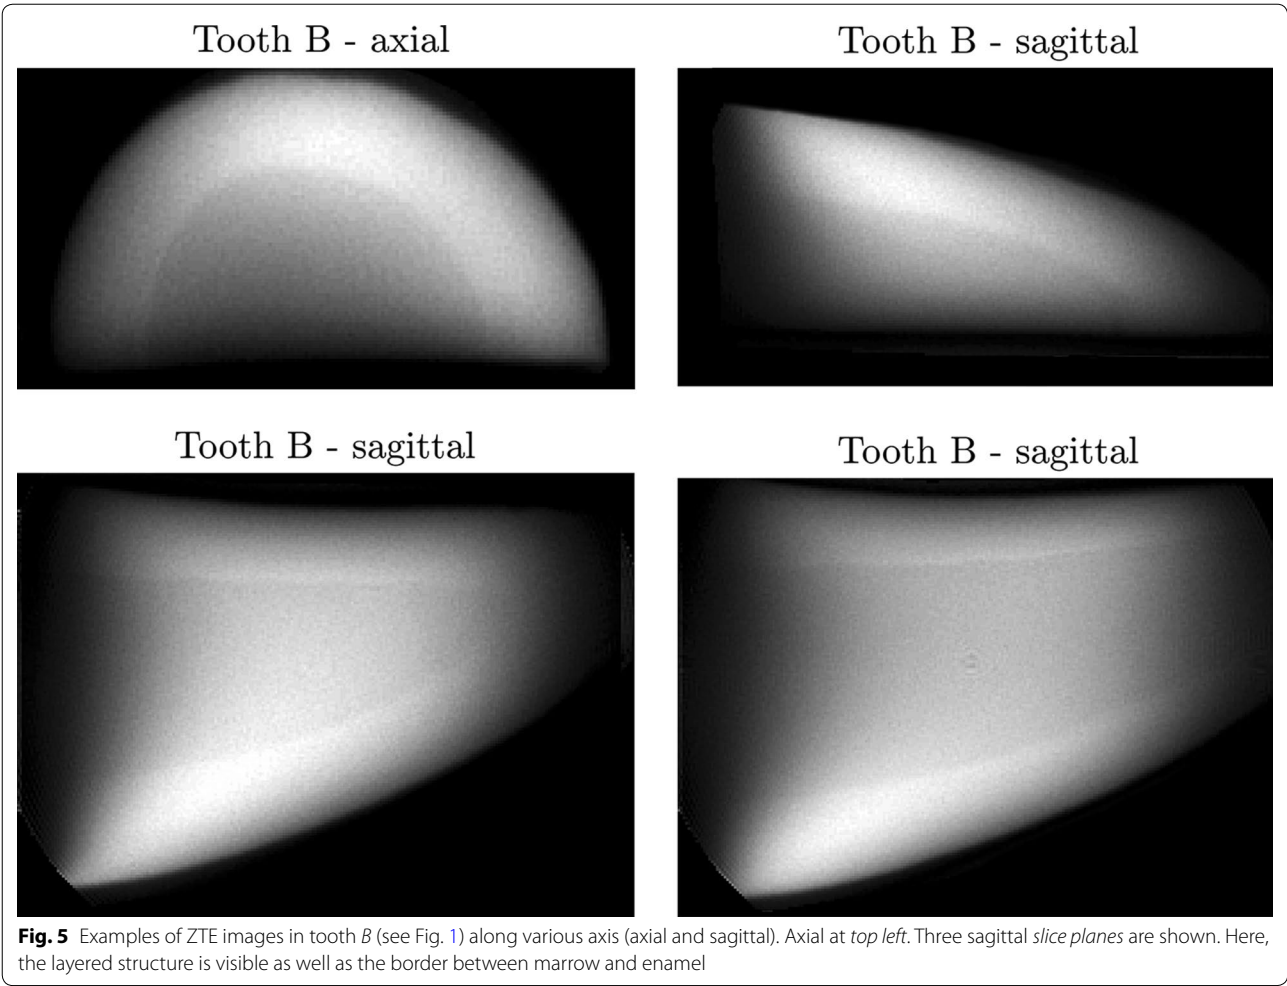 Tooth B - axial
Tooth B - sagittal
Tooth B - sagittal
Tooth B - sagittal
Fig. 5 Examples of ZTE images in tooth B (see Fig. 1) along various axis (axial and sagittal). Axial at top left. Three sagittal slice planes are shown. Here,
the layered structure is visible as well as the border between marrow and enamel